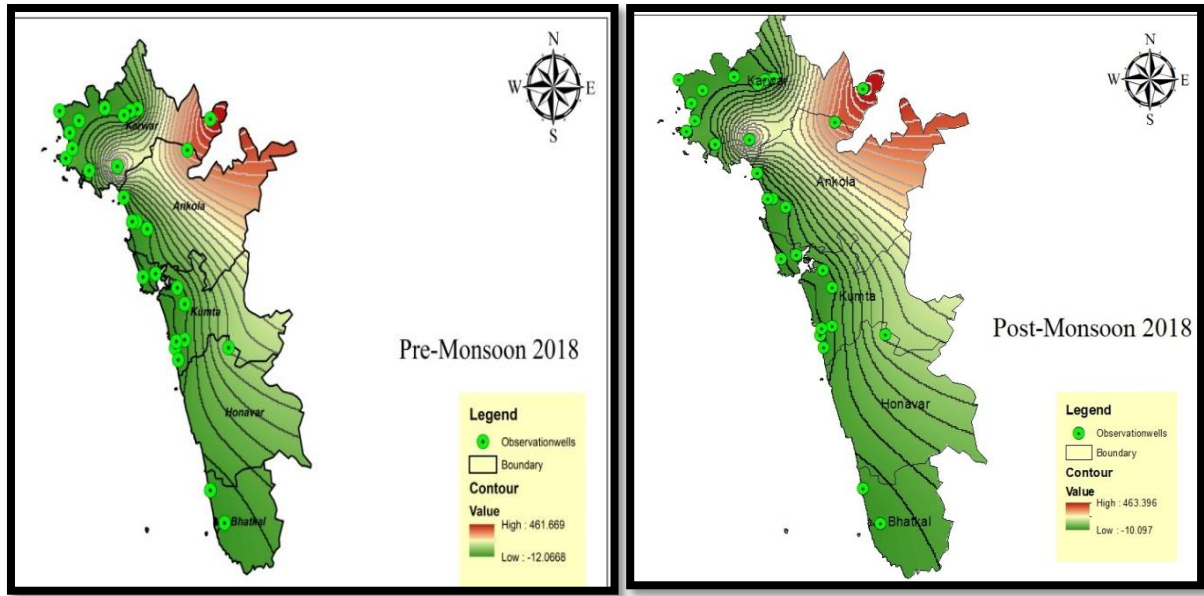 N
W E
S
Karwar
Ankola
Kumta
Pre-Monsoon 2018
Honavar
Bhatkal
Legend
Observationwells
Boundary
Contour
Value
High : 461.669
Low : -12.0668
N
W E
S
Karwar
Ankola
Kumta
Post-Monsoon 2018
Honavar
Bhatkal
Legend
Observationwells
Boundary
Contour
Value
High : 463.396
Low : -10.097